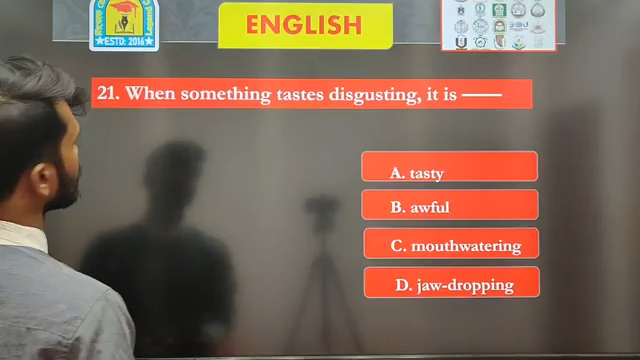 ESTD: 2016
ENGLISH
21. When something tastes disgusting, it is ——
A. tasty
B. awful
C. mouthwatering
D. jaw-dropping